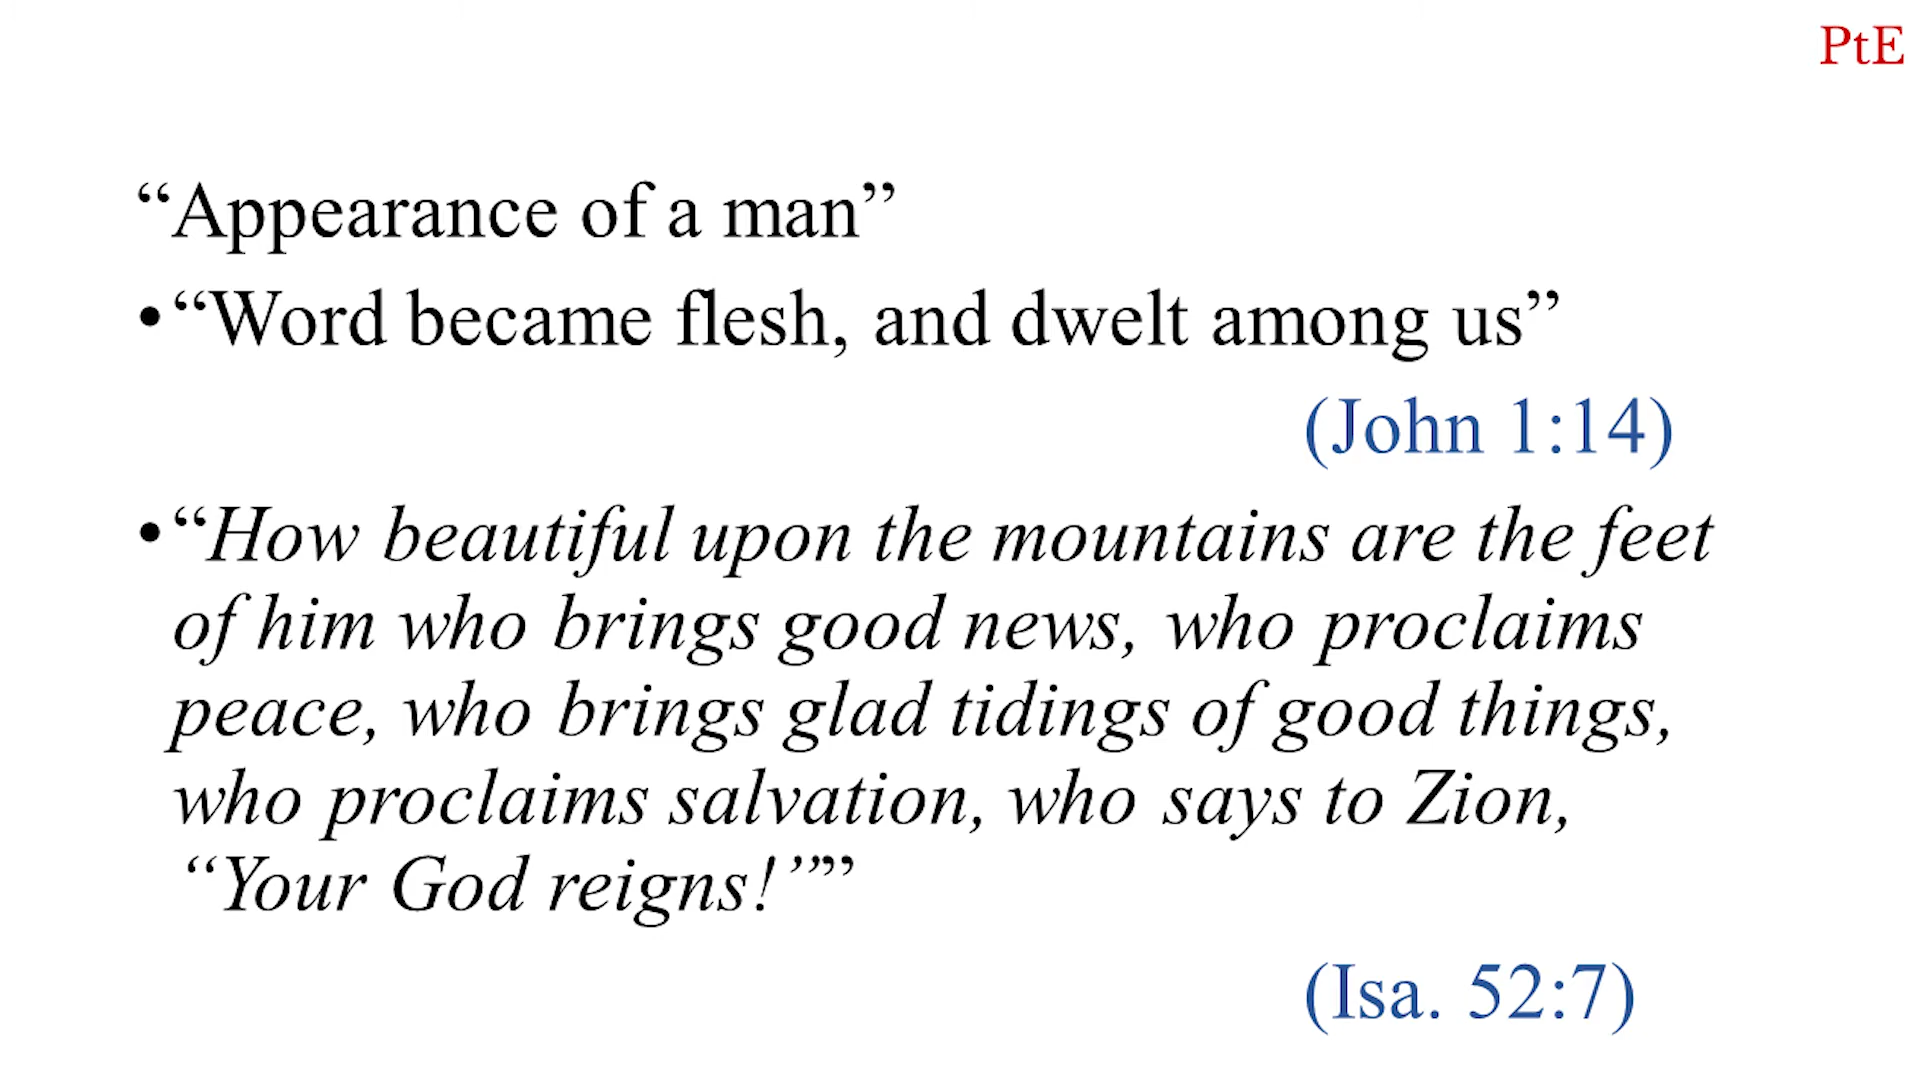 PtE
“Appearance of a man”
•“Word became flesh, and dwelt among us”
(John 1:14)
•“How beautiful upon the mountains are the feet
of him who brings good news, who proclaims
peace, who brings glad tidings of good things,
who proclaims salvation, who says to Zion,
“Your God reigns!’””
(Isa. 52:7)